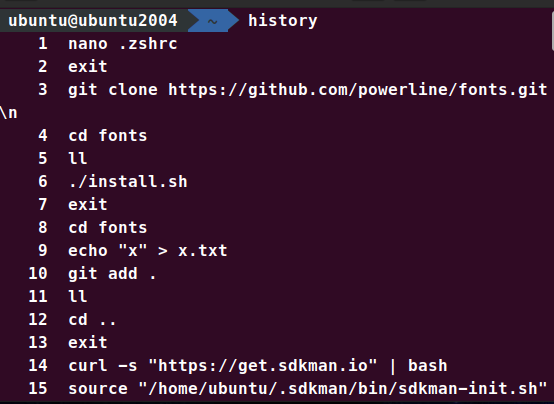 ubuntu@ubuntu2004 ~ history
1 nano .zshrc
2 exit
3 git clone https://github.com/powerline/fonts.git
\n
4 cd fonts
5 ll
6 ./install.sh
7 exit
8 cd fonts
9 echo "x" > x.txt
10 git add .
11 ll
12 cd ..
13 exit
14 curl -s "https://get.sdkman.io" | bash
15 source "/home/ubuntu/.sdkman/bin/sdkman-init.sh"